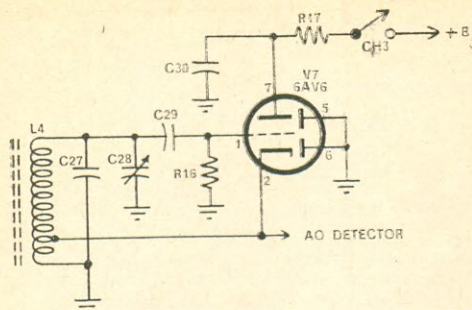 R17
+B
CH3
C30
V7
6AV6
7
5
L4
C29
C27
C28
1
6
R16
2
AO DETECTOR